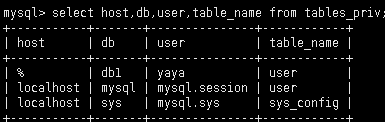 mysql> select host,db,user,table_name from tables_priv;
+-----------+-------+---------------+------------+
| host      | db    | user          | table_name |
+-----------+-------+---------------+------------+
| %         | db1   | yaya          | user       |
| localhost | mysql | mysql.session | user       |
| localhost | sys   | mysql.sys     | sys_config |
+-----------+-------+---------------+------------+